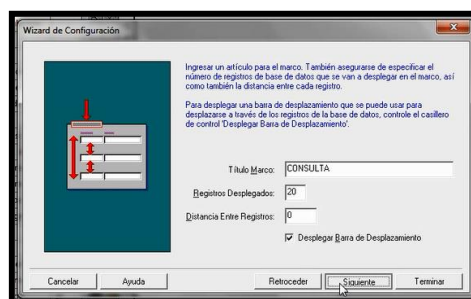 Wizard de Configuración
Ingresar un artículo para el marco. También asegurarse de especificar el
número de registros de base de datos que se van a desplegar en el marco, así
como también la distancia entre cada registro.
Para desplegar una barra de desplazamiento que se puede usar para
desplazarse a través de los registros de la base de datos, controle el casillero
de control 'Desplegar Barra de Desplazamiento'.
Título Marco: CONSULTA
Registros Desplegados: 20
Distancia Entre Registros: 0
Desplegar Barra de Desplazamiento
Cancelar Ayuda Retroceder Siguiente Terminar